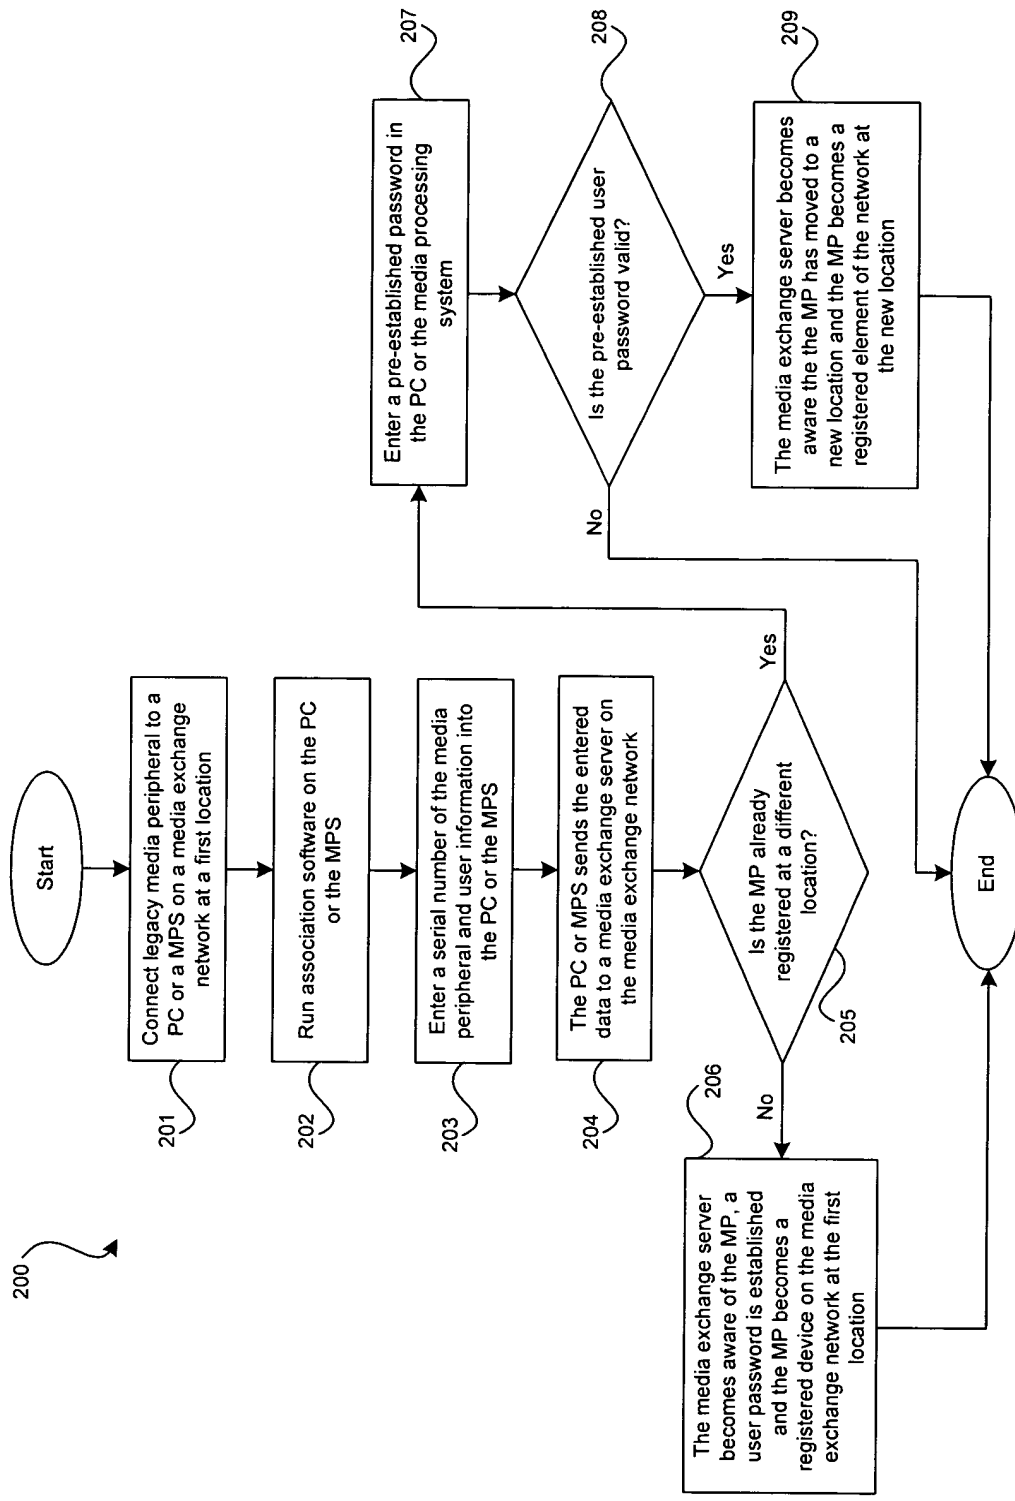 200
Start
Connect legacy media peripheral to a
PC or a MPS on a media exchange
network at a first location
201
Run association software on the PC
or the MPS
202
Enter a serial number of the media
peripheral and user information into
the PC or the MPS
203
The PC or MPS sends the entered
data to a media exchange server on
the media exchange network
204
Is the MP already
registered at a different
location?
205
No
Yes
206
The media exchange server
becomes aware of the MP, a
user password is established
and the MP becomes a
registered device on the media
exchange network at the first
location
207
Enter a pre-established password in
the PC or the media processing
system
208
Is the pre-established user
password valid?
No
Yes
209
The media exchange server becomes
aware the the MP has moved to a
new location and the MP becomes a
registered element of the network at
the new location
End